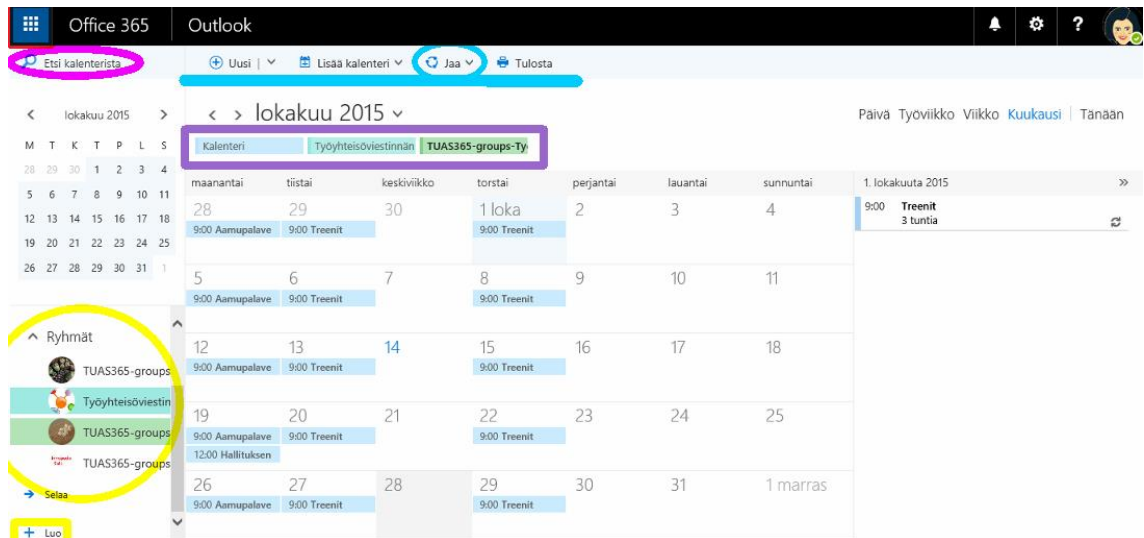 Office 365 Outlook ?
Etsi kalenterista Uusi | Lisää kalenteri Jaa Tulosta
lokakuu 2015
M T K T P L S
28 29 30 1 2 3 4
5 6 7 8 9 10 11
12 13 14 15 16 17 18
19 20 21 22 23 24 25
26 27 28 29 30 31 1
Ryhmät
TUAS365-groups
Työyhteisöviestin
TUAS365-groups
TUAS365-groups
Selaa
+ Luo
lokakuu 2015
Päivä Työviikko Viikko Kuukausi | Tänään
Kalenteri Työyhteisöviestinnän TUAS365-groups-Ty
maanantai tiistai keskiviikko torstai perjantai lauantai sunnuntai
28 29 30 1 loka 2 3 4
9:00 Aamupalave 9:00 Treenit 9:00 Treenit
5 6 7 8 9 10 11
9:00 Aamupalave 9:00 Treenit 9:00 Treenit
12 13 14 15 16 17 18
9:00 Aamupalave 9:00 Treenit 9:00 Treenit
19 20 21 22 23 24 25
9:00 Aamupalave 9:00 Treenit 9:00 Treenit
12:00 Hallituksen
26 27 28 29 30 31 1 marras
9:00 Aamupalave 9:00 Treenit 9:00 Treenit
1. lokakuuta 2015
9:00 Treenit
3 tuntia